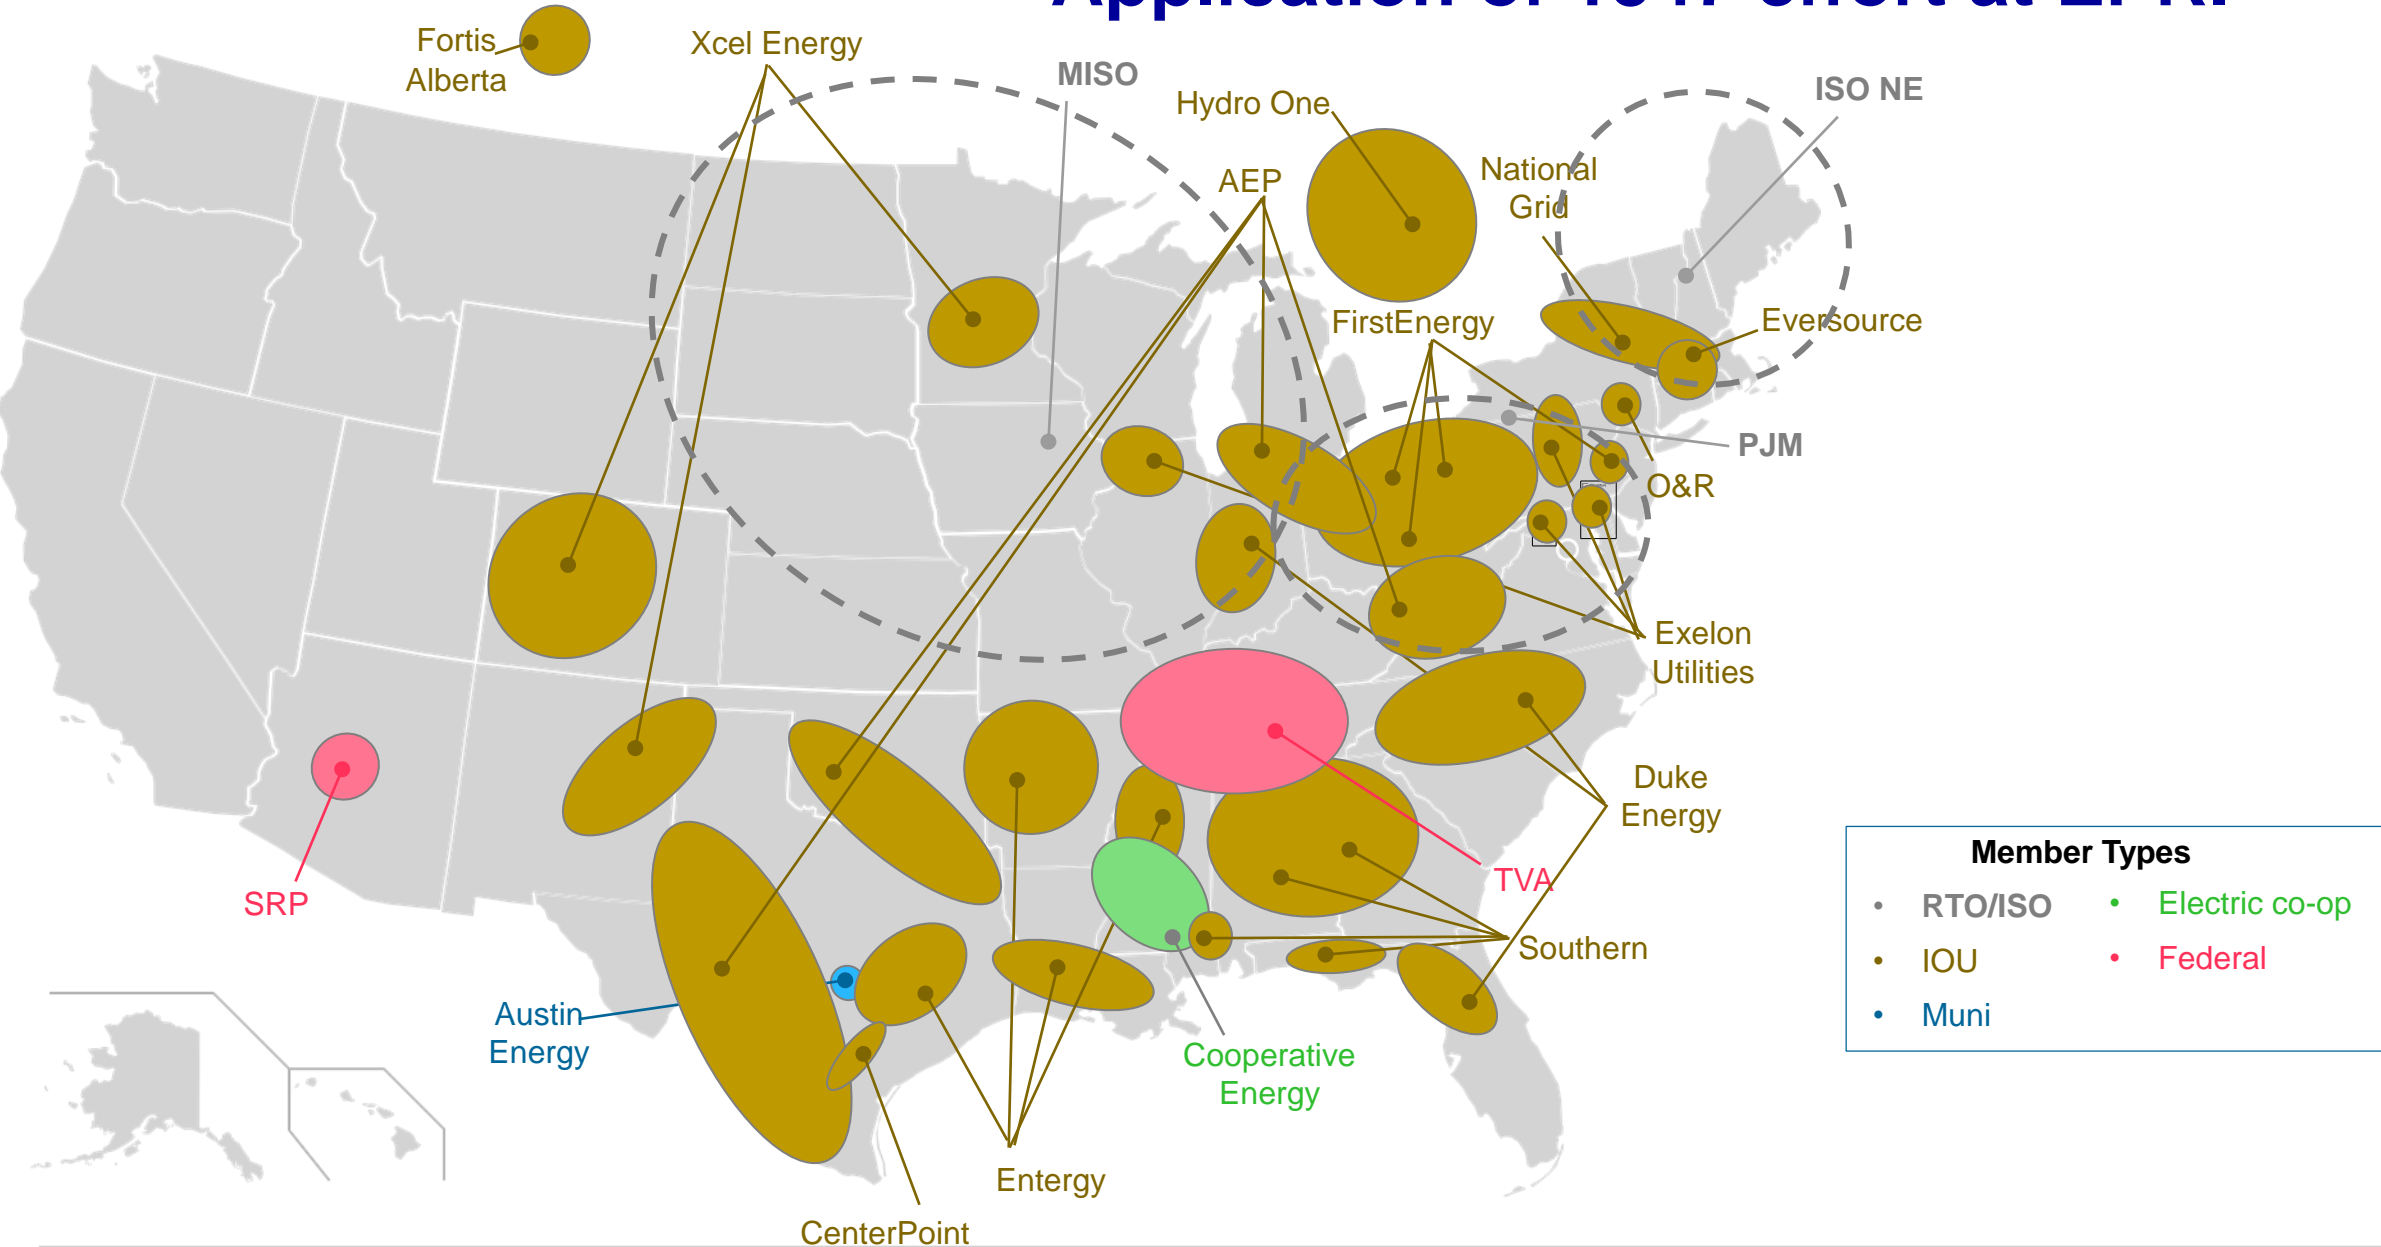 Fortis
Alberta
Xcel Energy
MISO
Hydro One
ISO NE
National
Grid
AEP
FirstEnergy
Eversource
PJM
O&R
Exelon
Utilities
Duke
Energy
TVA
SRP
Southern
Austin
Energy
Cooperative
Energy
Entergy
CenterPoint
Member Types
• RTO/ISO
• IOU
• Muni
• Electric co-op
• Federal